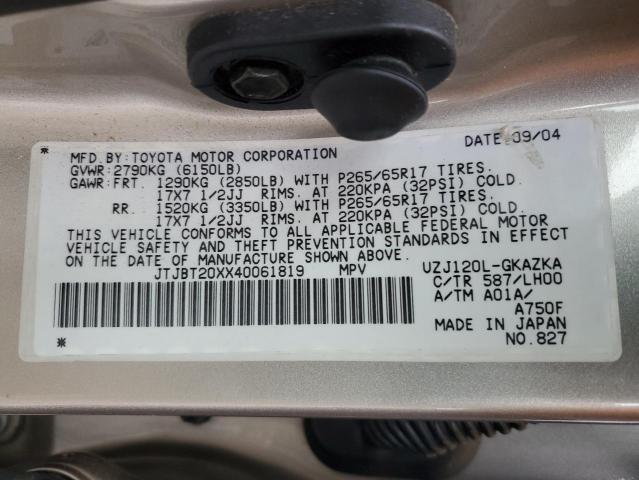 DATE: 09/04
MFD. BY: TOYOTA MOTOR CORPORATION
GVWR: 2790KG (6150LB)
GAWR: FRT. 1290KG (2850LB) WITH P265/65R17 TIRES.
17X7 1/2JJ RIMS. AT 220KPA (32PSI) COLD.
RR. 1520KG (3350LB) WITH P265/65R17 TIRES.
17X7 1/2JJ RIMS. AT 220KPA (32PSI) COLD.
THIS VEHICLE CONFORMS TO ALL APPLICABLE FEDERAL MOTOR
VEHICLE SAFETY AND THEFT PREVENTION STANDARDS IN EFFECT
ON THE DATE OF MANUFACTURE SHOWN ABOVE.
JTJBT20XX40061819 MPV UZJ120L-GKAZKA
C/TR 587/LH00
A/TM A01A/
A750F
MADE IN JAPAN
NO.827